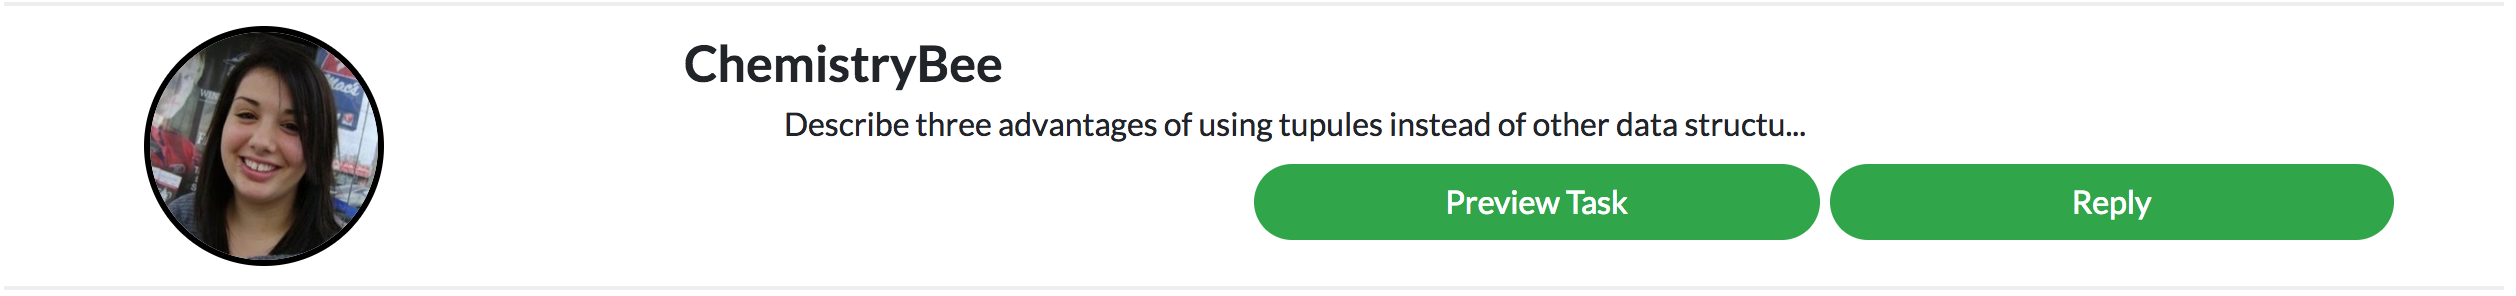 ChemistryBee
Describe three advantages of using tupules instead of other data structu...
Preview Task
Reply